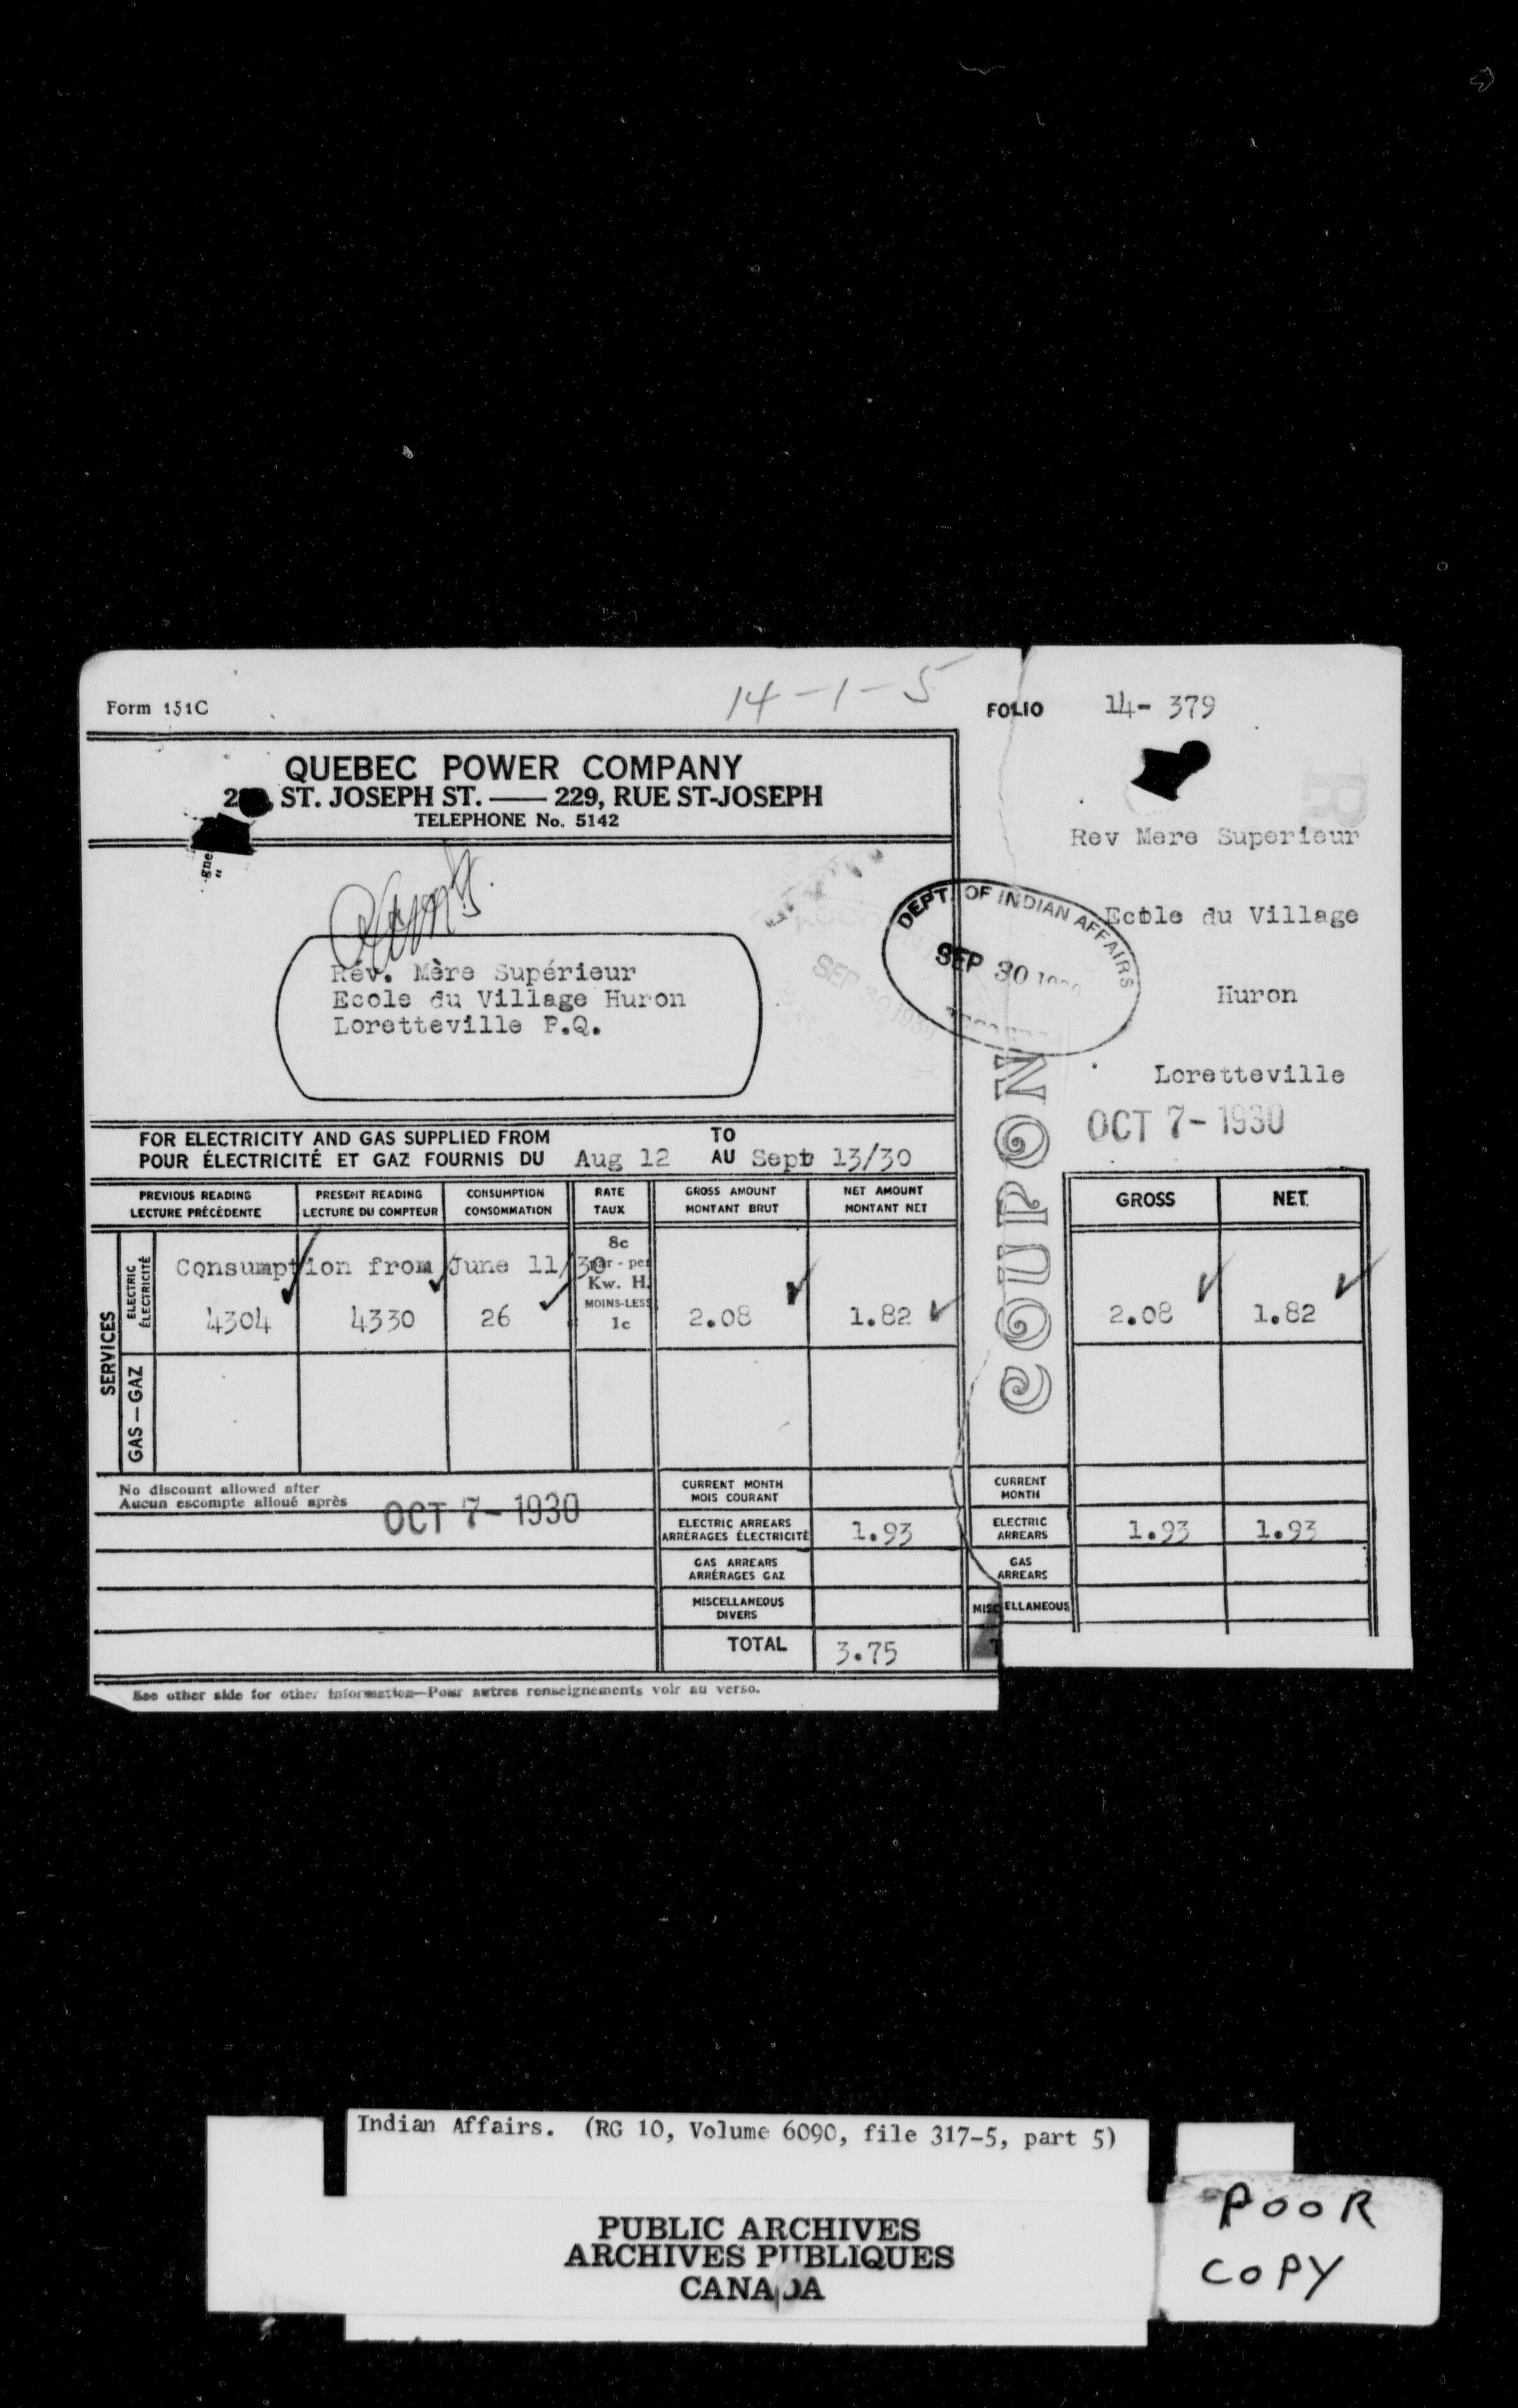 14-1-5
Form 151C
FOLIO 14- 379
QUEBEC POWER COMPANY
ST. JOSEPH ST. —— 229, RUE ST-JOSEPH
TELEPHONE No. 5142
Rév. Mère Supérieur
Ecole du Village Huron
Loretteville P.Q.
SEP 30 1930
DEPT. OF INDIAN AFFAIRS
SEP 30
Rev Mere Superieur
Ecole du Village
Huron
Loretteville
OCT 7- 1930
COUPON
FOR ELECTRICITY AND GAS SUPPLIED FROM TO
POUR ÉLECTRICITÉ ET GAZ FOURNIS DU Aug 12 AU Sept 13/30
PREVIOUS READING PRESENT READING CONSUMPTION RATE GROSS AMOUNT NET AMOUNT
LECTURE PRÉCÉDENTE LECTURE DU COMPTEUR CONSOMMATION TAUX MONTANT BRUT MONTANT NET
GROSS NET.
SERVICES
ELECTRIC
ÉLECTRICITÉ
8c
Consumption from June 11/30 par - per
Kw. H.
MOINS-LESS
4304 4330 26 1c 2.08 1.82 2.08 1.82
GAS — GAZ
No discount allowed after
Aucun escompte alloué après OCT 7- 1930
CURRENT MONTH
MOIS COURANT
CURRENT
MONTH
ELECTRIC ARREARS
ARRÉRAGES ÉLECTRICITÉ 1.93
ELECTRIC
ARREARS 1.93 1.93
GAS ARREARS
ARRÉRAGES GAZ
GAS
ARREARS
MISCELLANEOUS
DIVERS
MISCELLANEOUS
TOTAL 3.75
See other side for other information—Pour autres renseignements voir au verso.
Indian Affairs. (RG 10, Volume 6090, file 317-5, part 5)
PUBLIC ARCHIVES
ARCHIVES PUBLIQUES
CANADA
POOR
COPY